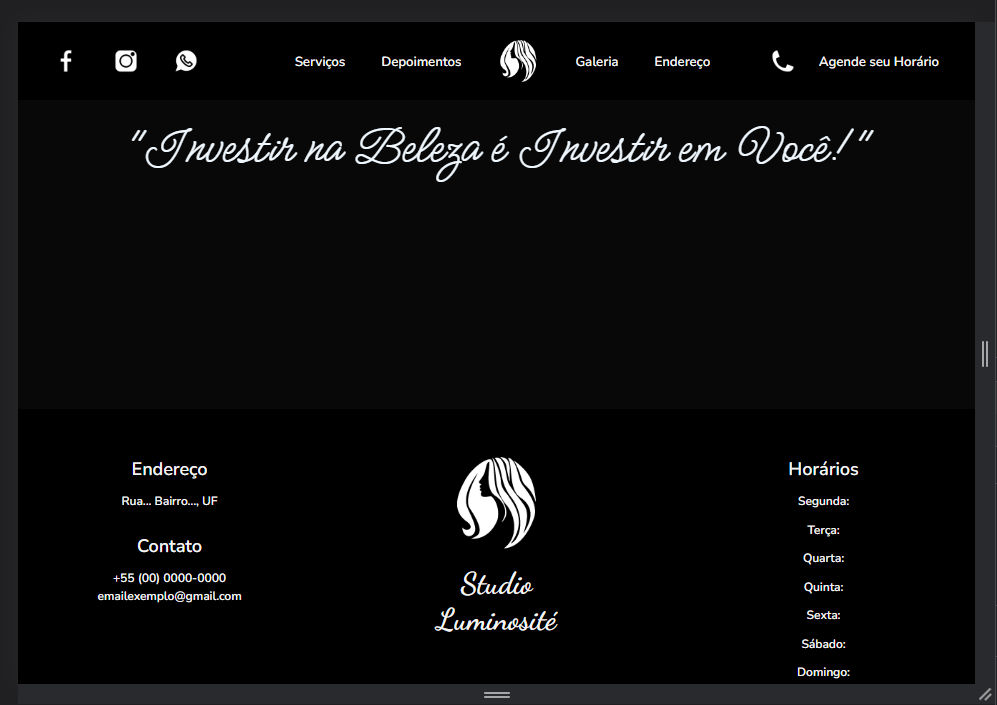 Serviços Depoimentos Galeria Endereço Agende seu Horário
"Investir na Beleza é Investir em Você!"
Endereço
Rua... Bairro..., UF
Contato
+55 (00) 0000-0000
emailexemplo@gmail.com
Studio
Luminosité
Horários
Segunda:
Terça:
Quarta:
Quinta:
Sexta:
Sábado:
Domingo: